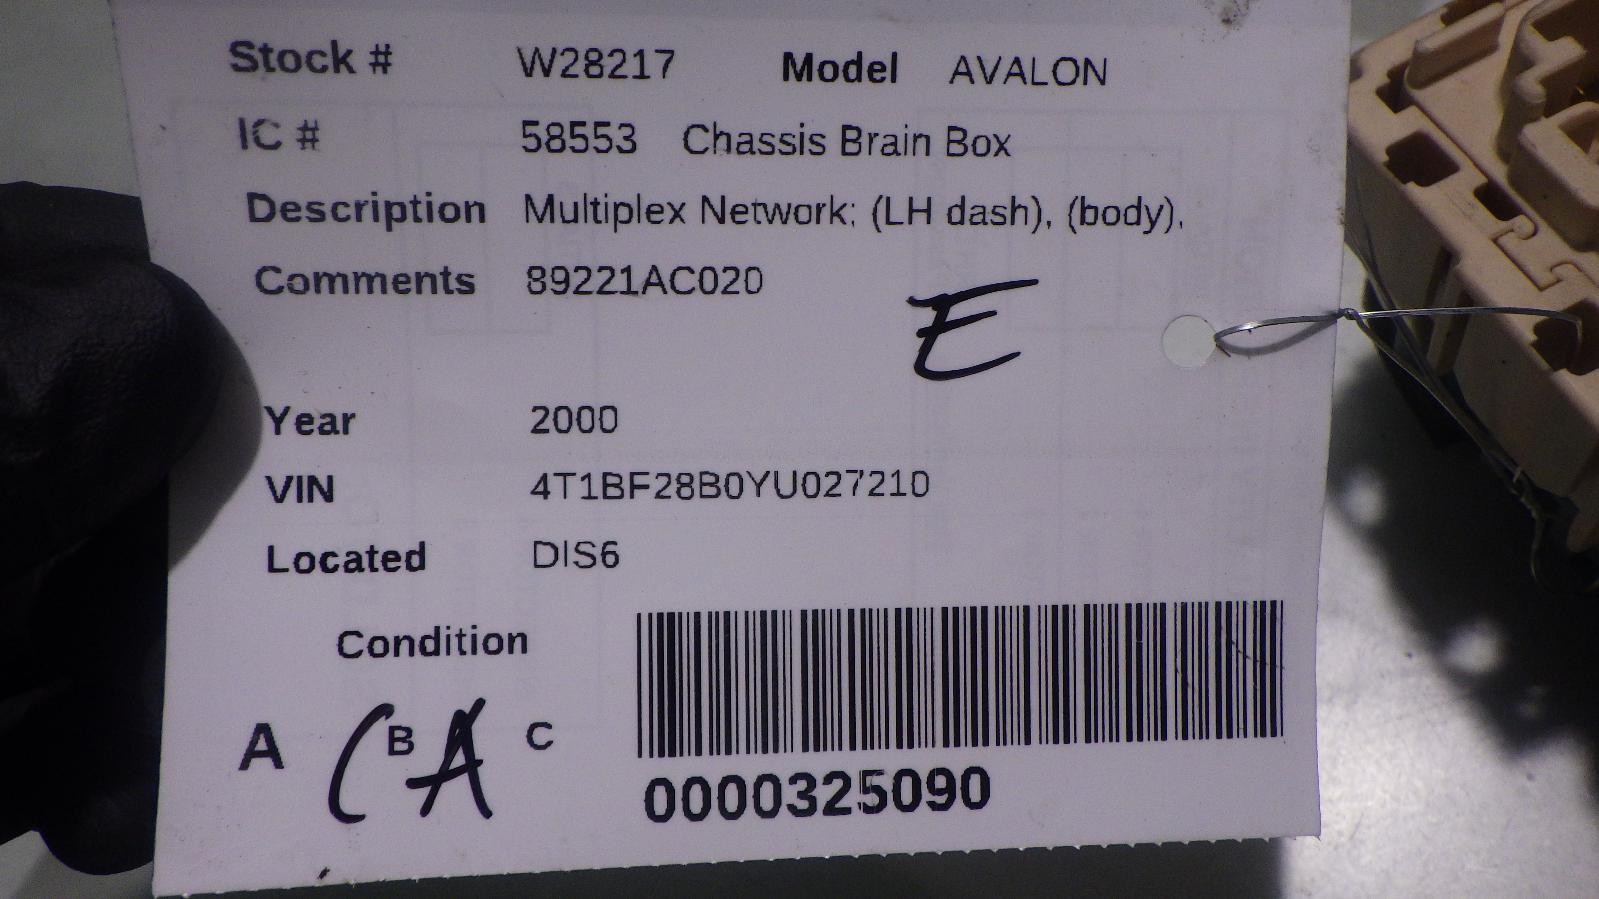 Stock # W28217 Model AVALON
IC # 58553 Chassis Brain Box
Description Multiplex Network; (LH dash), (body),
Comments 89221AC020
E
Year 2000
VIN 4T1BF28B0YU027210
Located DIS6
Condition
A B C
CA
0000325090